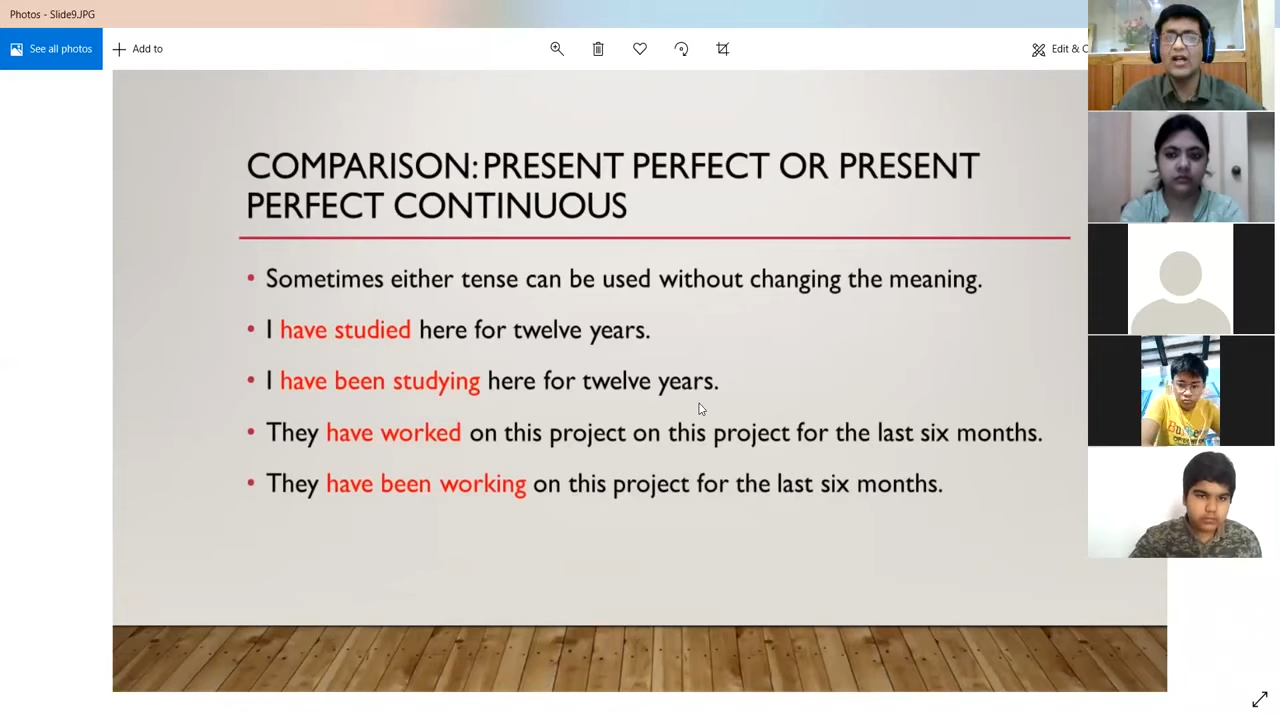 Photos - Slide9.JPG
See all photos
Add to
Edit & C
COMPARISON: PRESENT PERFECT OR PRESENT
PERFECT CONTINUOUS
• Sometimes either tense can be used without changing the meaning.
• I have studied here for twelve years.
• I have been studying here for twelve years.
• They have worked on this project on this project for the last six months.
• They have been working on this project for the last six months.